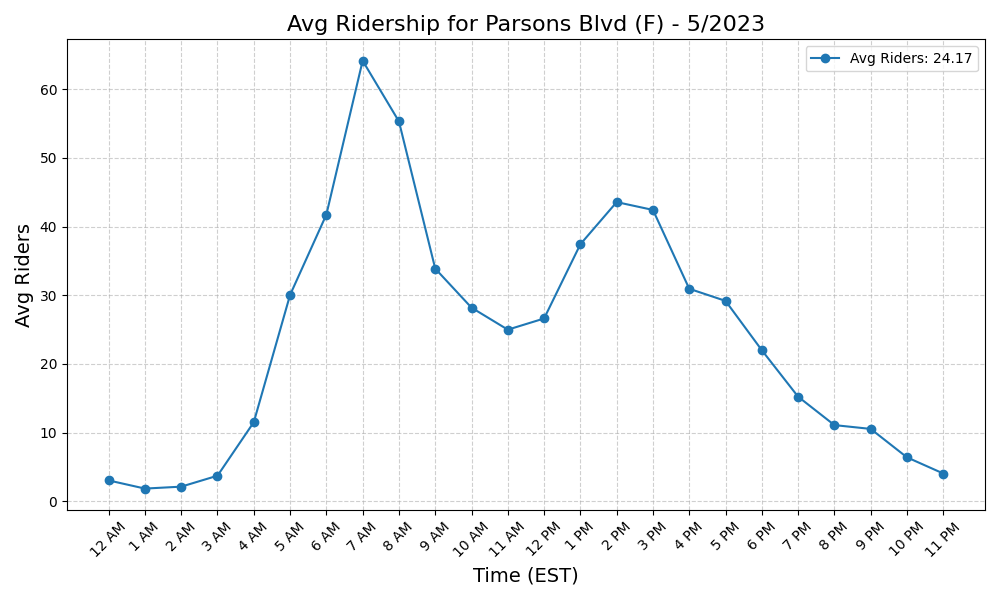 Avg Ridership for Parsons Blvd (F) - 5/2023
Avg Riders: 24.17
Avg Riders
60
50
40
30
20
10
0
12 AM
1 AM
2 AM
3 AM
4 AM
5 AM
6 AM
7 AM
8 AM
9 AM
10 AM
11 AM
12 PM
1 PM
2 PM
3 PM
4 PM
5 PM
6 PM
7 PM
8 PM
9 PM
10 PM
11 PM
Time (EST)